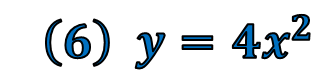 (6) y = 4x²